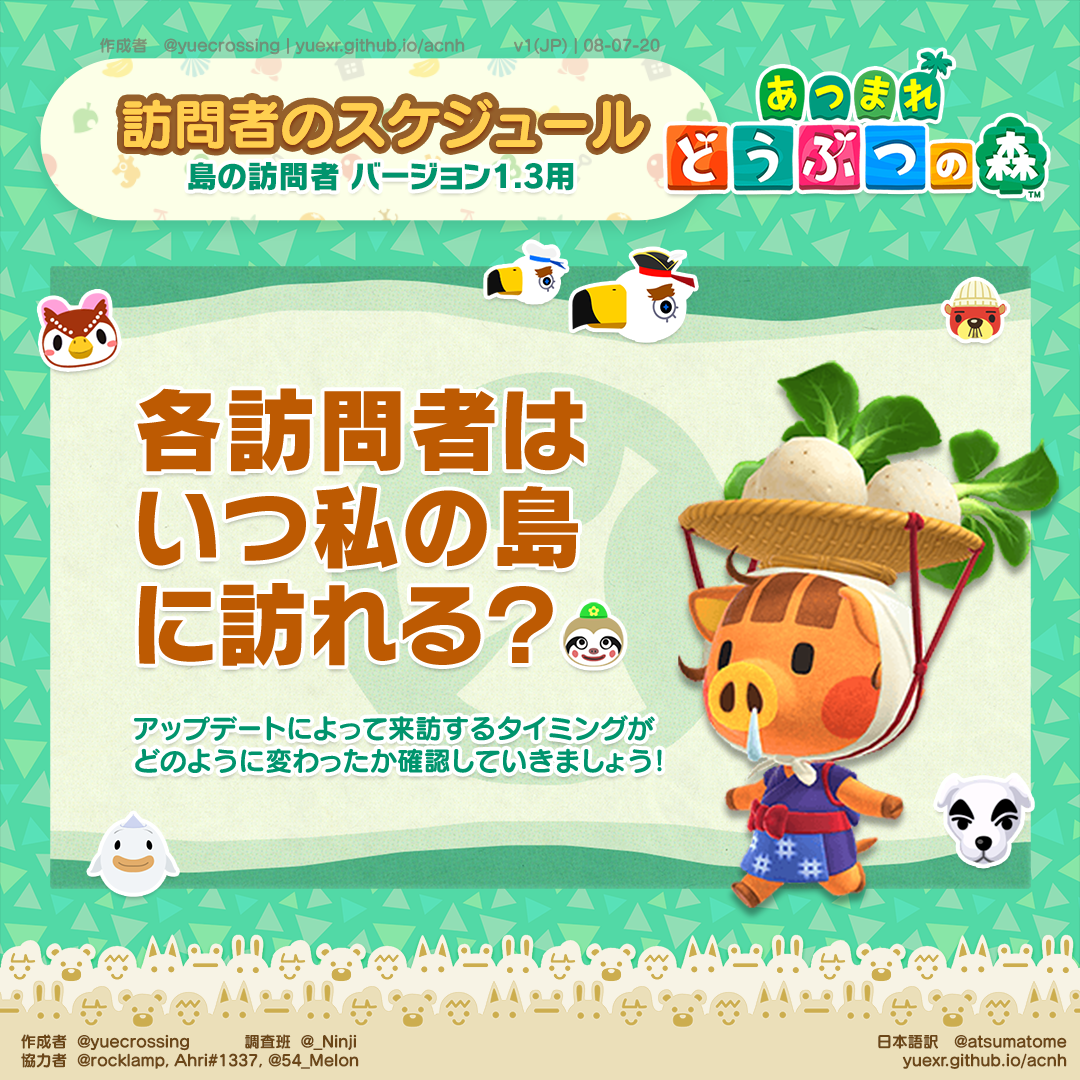 作成者 @yuecrossing | yuexr.github.io/acnh v1(JP) | 08-07-20
訪問者のスケジュール
島の訪問者 バージョン1.3用
あつまれ
どうぶつの森
TM
各訪問者は
いつ私の島
に訪れる？
アップデートによって来訪するタイミングが
どのように変わったか確認していきましょう！
作成者 @yuecrossing 調査班 @_Ninji
協力者 @rocklamp, Ahri#1337, @54_Melon
日本語訳 @atsumatome
yuexr.github.io/acnh